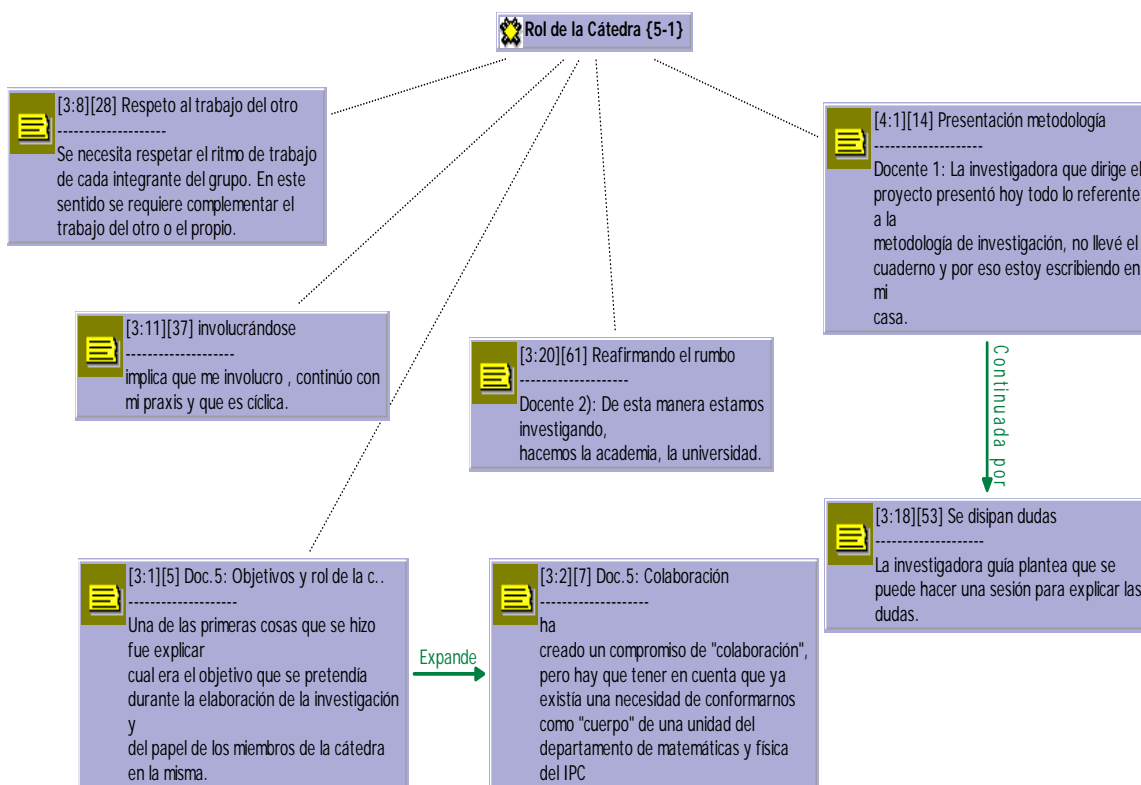 Rol de la Cátedra {5-1}
[3:8][28] Respeto al trabajo del otro
--------------------
Se necesita respetar el ritmo de trabajo
de cada integrante del grupo. En este
sentido se requiere complementar el
trabajo del otro o el propio.
[4:1][14] Presentación metodología
--------------------
Docente 1: La investigadora que dirige el
proyecto presentó hoy todo lo referente
a la
metodología de investigación, no llevé el
cuaderno y por eso estoy escribiendo en
mi
casa.
[3:11][37] involucrándose
--------------------
implica que me involucro , continúo con
mi praxis y que es cíclica.
[3:20][61] Reafirmando el rumbo
--------------------
Docente 2): De esta manera estamos
investigando,
hacemos la academia, la universidad.
Continuada por
[3:18][53] Se disipan dudas
--------------------
La investigadora guía plantea que se
puede hacer una sesión para explicar las
dudas.
[3:1][5] Doc.5: Objetivos y rol de la c..
--------------------
Una de las primeras cosas que se hizo
fue explicar
cual era el objetivo que se pretendía
durante la elaboración de la investigación
y
del papel de los miembros de la cátedra
en la misma.
Expande
[3:2][7] Doc.5: Colaboración
--------------------
ha
creado un compromiso de "colaboración",
pero hay que tener en cuenta que ya
existía una necesidad de conformarnos
como "cuerpo" de una unidad del
departamento de matemáticas y física
del IPC